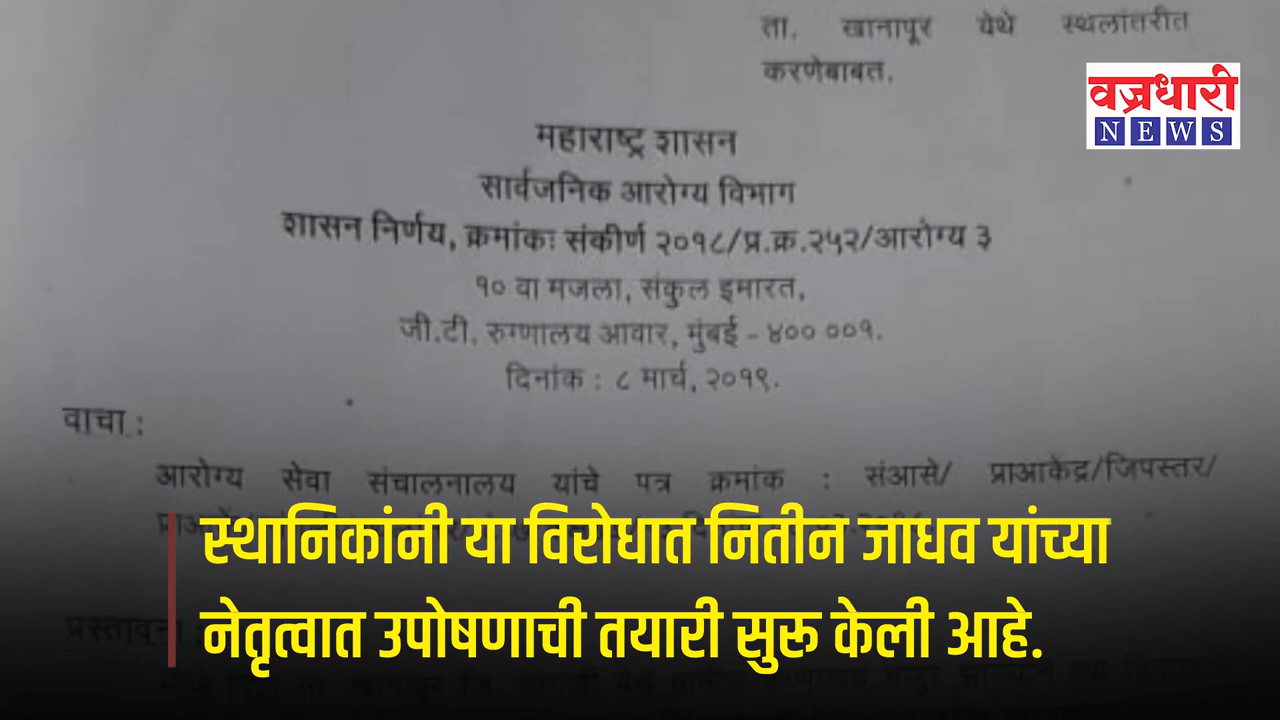 ता. खानापूर येथे स्थलांतरीत
करणेबाबत.
वज्रधारी
NEWS
महाराष्ट्र शासन
सार्वजनिक आरोग्य विभाग
शासन निर्णय, क्रमांकः संकीर्ण २०१८/प्र.क्र.२५२/आरोग्य ३
१० वा मजला, संकुल इमारत,
जी.टी. रुग्णालय आवार, मुंबई - ४०० ००१.
दिनांक : ८ मार्च, २०१९.
वाचा :
आरोग्य सेवा संचालनालय यांचे पत्र क्रमांक : संआसे/ प्राआकेंद्र/जिपस्तर/
स्थानिकांनी या विरोधात नितीन जाधव यांच्या
नेतृत्वात उपोषणाची तयारी सुरू केली आहे.